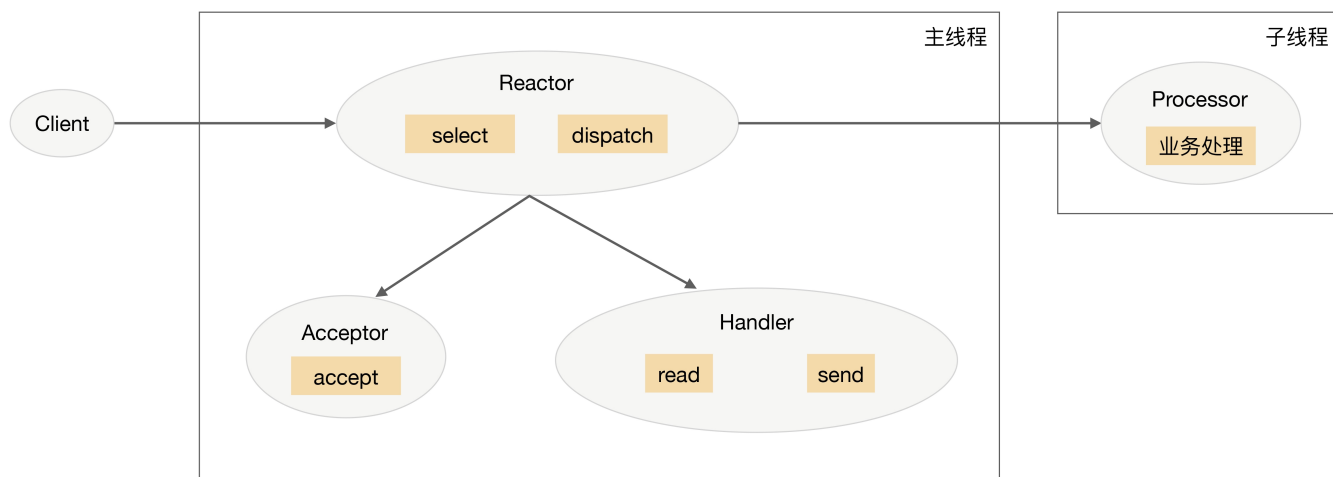 主线程
子线程
Reactor
Client
select
dispatch
Processor
业务处理
Acceptor
accept
Handler
read
send